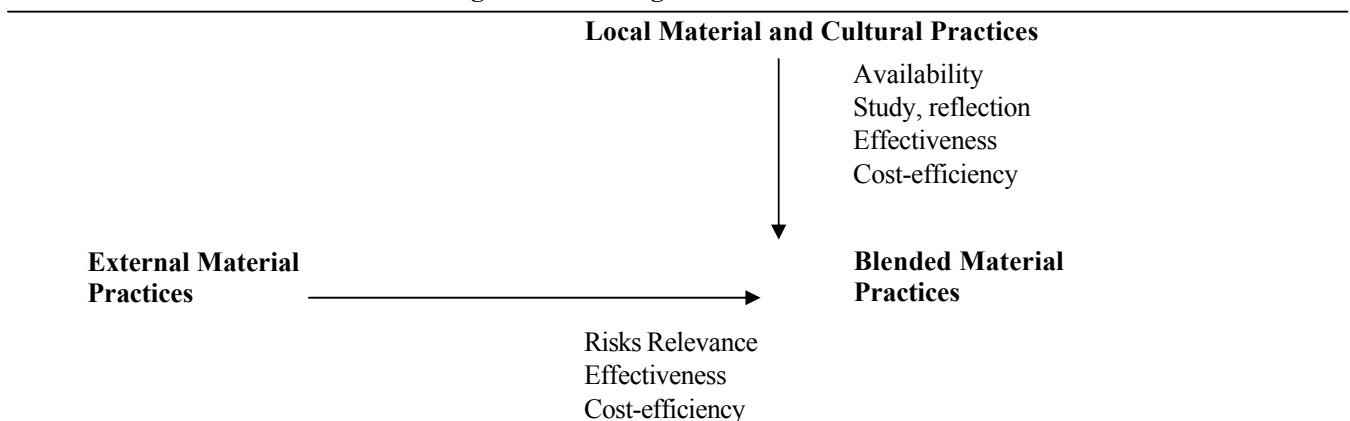 Local Material and Cultural Practices
Availability
Study, reflection
Effectiveness
Cost-efficiency
External Material
Practices
Blended Material
Practices
Risks Relevance
Effectiveness
Cost-efficiency